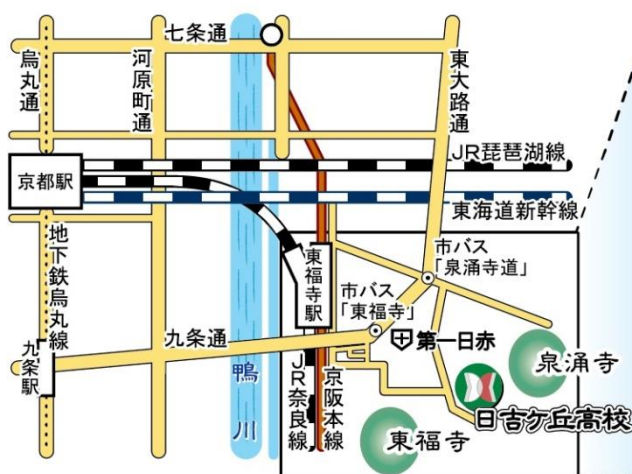 七条通
烏丸通
河原町通
東大路通
JR琵琶湖線
京都駅
東海道新幹線
地下鉄烏丸線
東福寺駅
市バス
「泉涌寺道」
市バス
「東福寺」
九条通
第一日赤
九条駅
鴨川
JR奈良線
京阪本線
泉涌寺
日吉ケ丘高校
東福寺